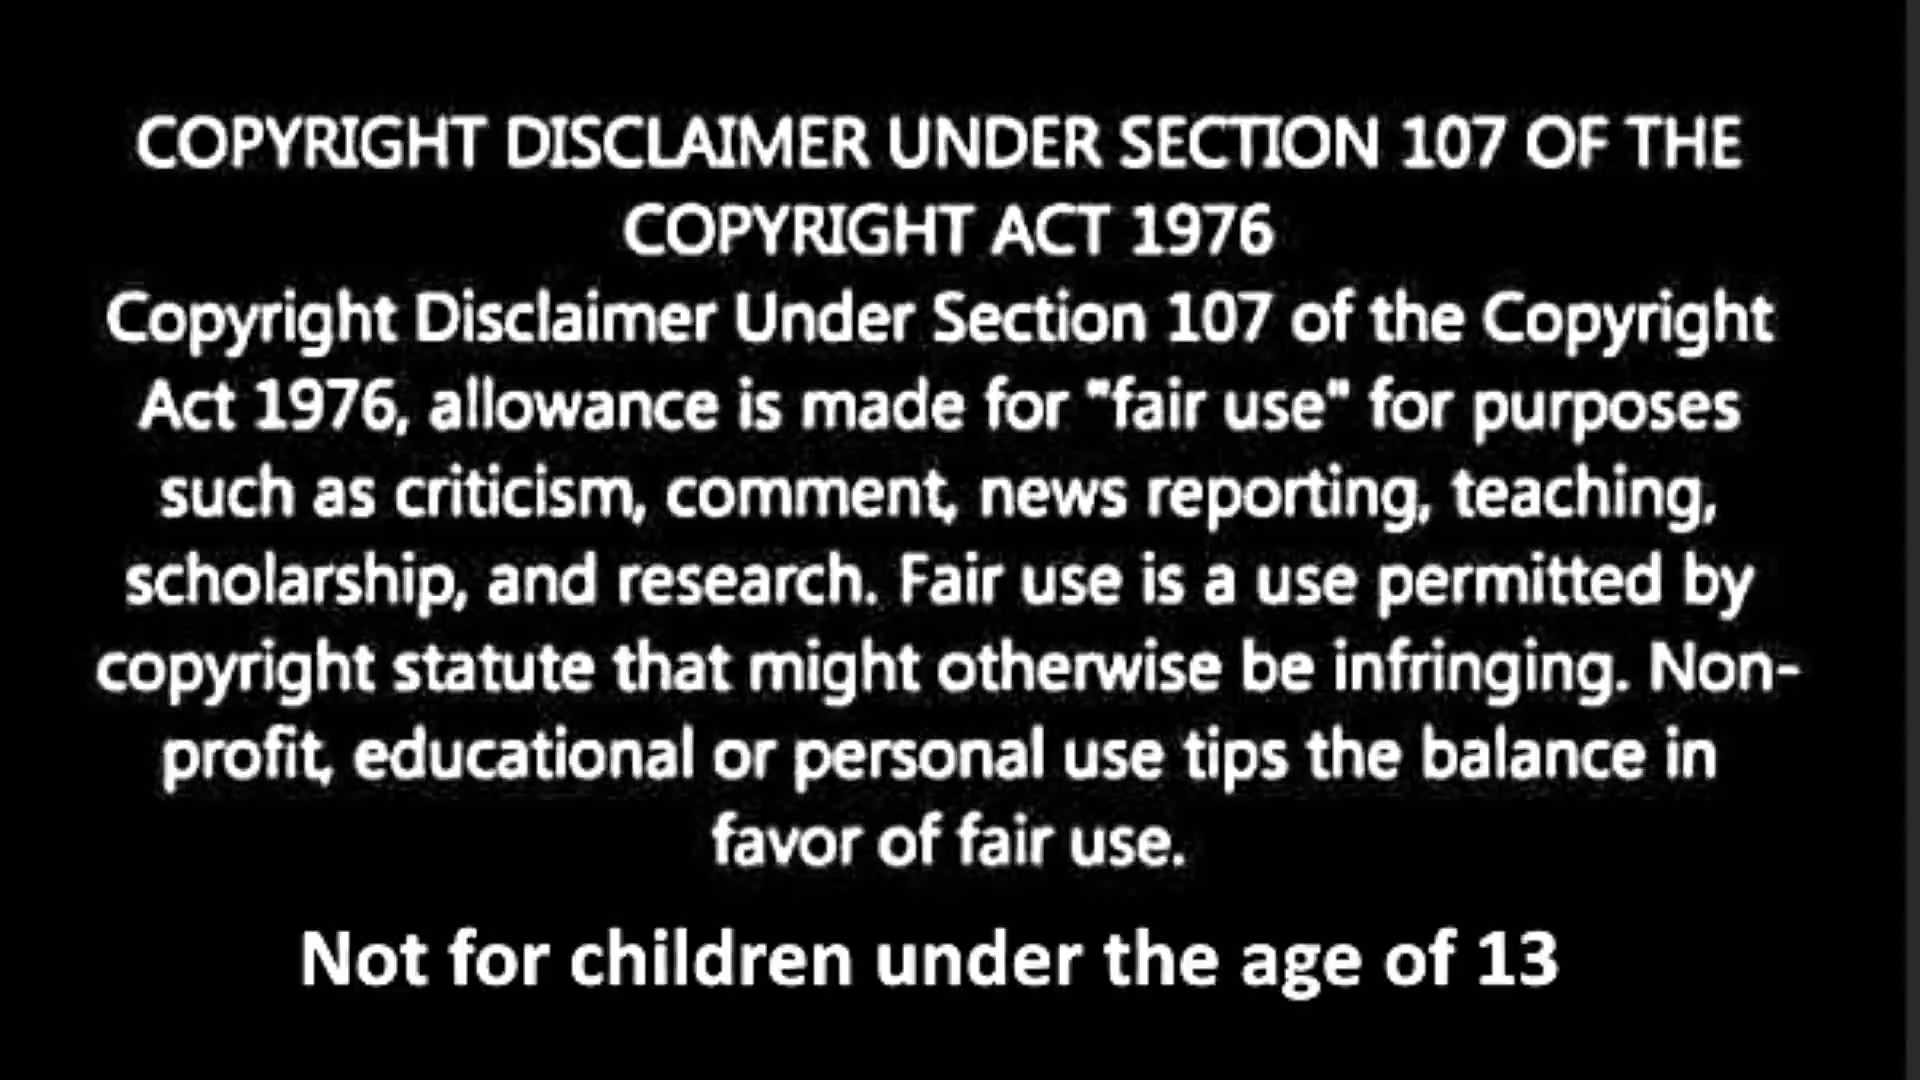 COPYRIGHT DISCLAIMER UNDER SECTION 107 OF THE
COPYRIGHT ACT 1976
Copyright Disclaimer Under Section 107 of the Copyright
Act 1976, allowance is made for "fair use" for purposes
such as criticism, comment, news reporting, teaching,
scholarship, and research. Fair use is a use permitted by
copyright statute that might otherwise be infringing. Non-
profit, educational or personal use tips the balance in
favor of fair use.
Not for children under the age of 13